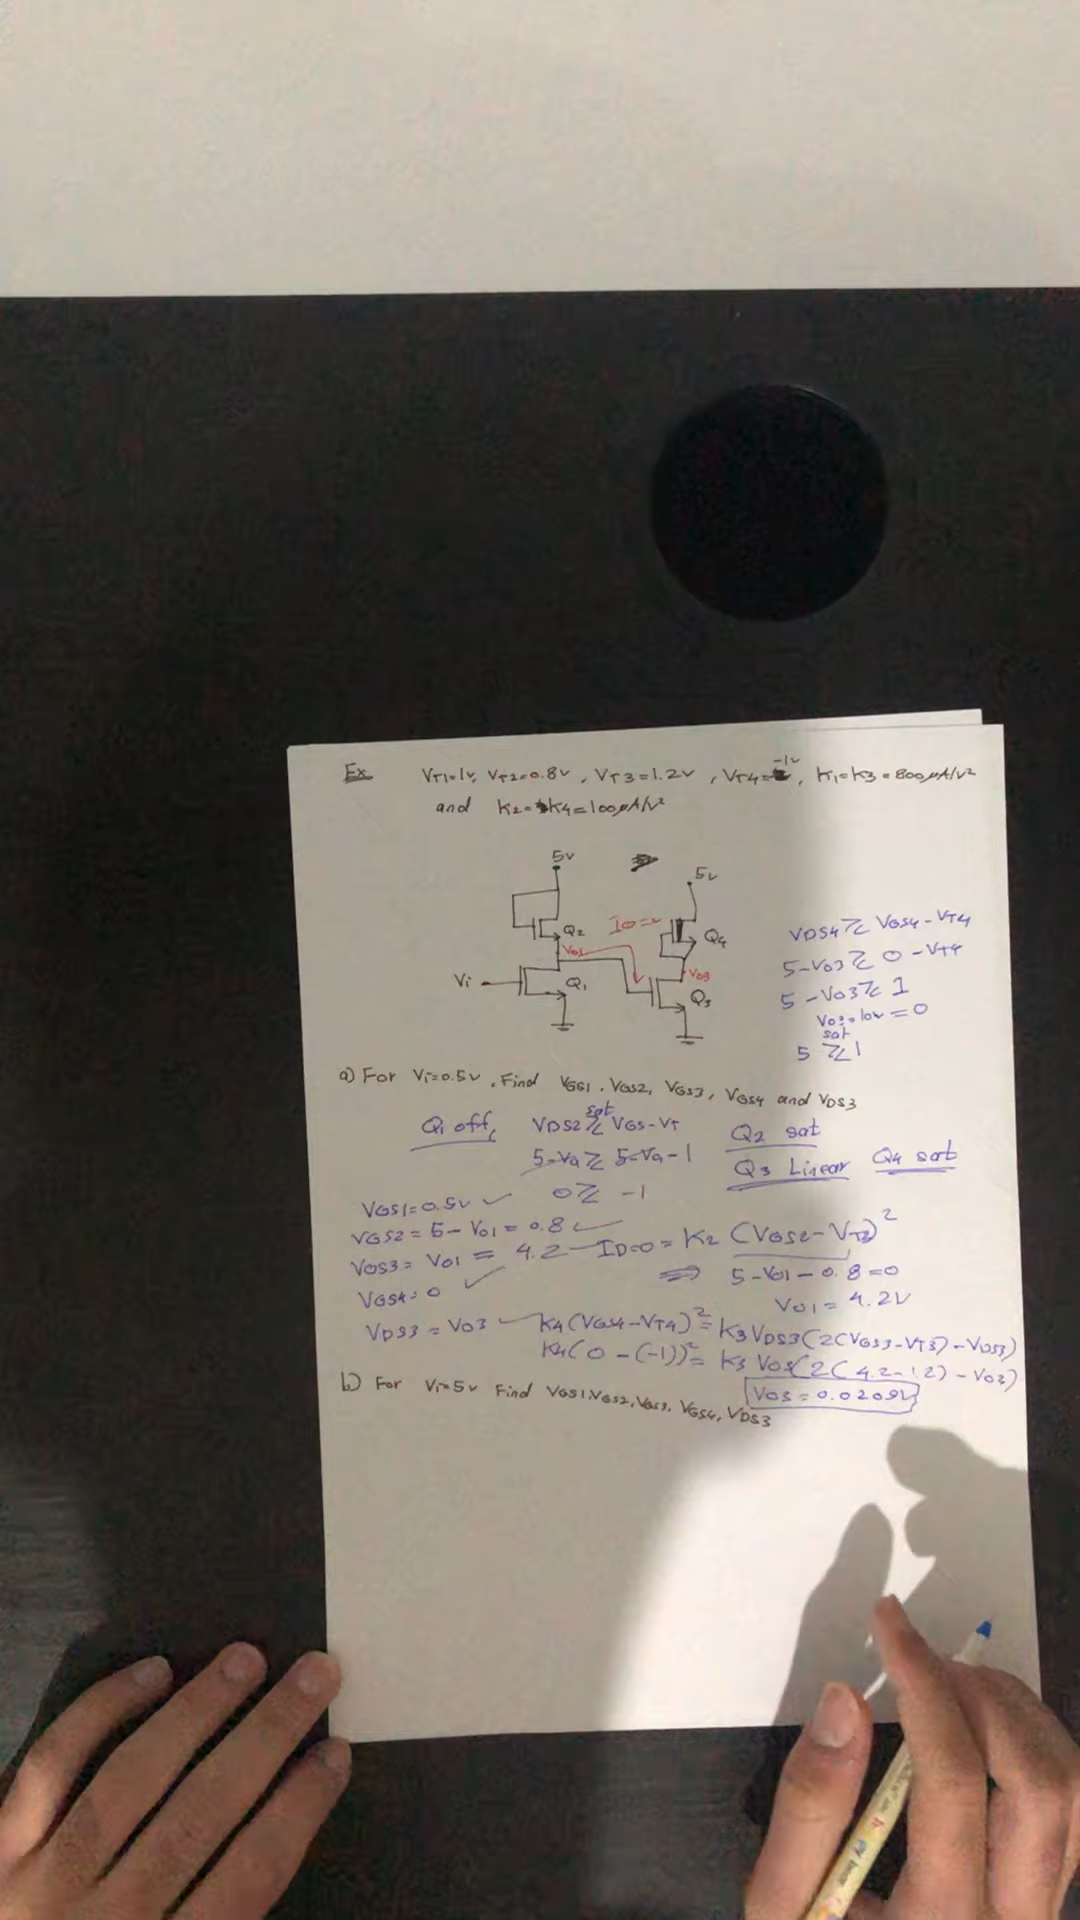 Ex VT1=1v, VT2=0.8v, VT3=1.2v, VT4=-1v, K1=K3=800μA/v²
and K2=K4=100μA/v²
5v
5v
Q2
I0=
Q4
Vo1
Vo3
Vi
Q1
Q3
VDS4 ≥ VGS4-VT4
5-Vo3 ≥ 0-VT4
5-Vo3 ≥ 1
Vo3=low=0
sat
5 ≥ 1
a) For Vi=0.5v, Find VGS1, VGS2, VGS3, VGS4 and VDS3
Q1 off, VDS2 ≥ VGS-VT Q2 sat
sat
5-Vo ≥ 5-Vo-1 Q3 Linear Q4 sat
0 ≥ -1
VGS1=0.5v ✓
VGS2=5-Vo1=0.8 ✓
VGS3=Vo1=4.2 ID=0=K2(VGS2-VT2)²
⇒ 5-Vo1-0.8=0
VGS4=0 ✓ Vo1=4.2V
VDS3=Vo3 K4(VGS4-VT4)²=K3VDS3(2(VGS3-VT3)-VDS3)
K4(0-(-1))²=K3 Vo3(2(4.2-1.2)-Vo3)
Vo3=0.0209V
b) For Vi=5v Find VGS1, VGS2, VGS3, VGS4, VDS3